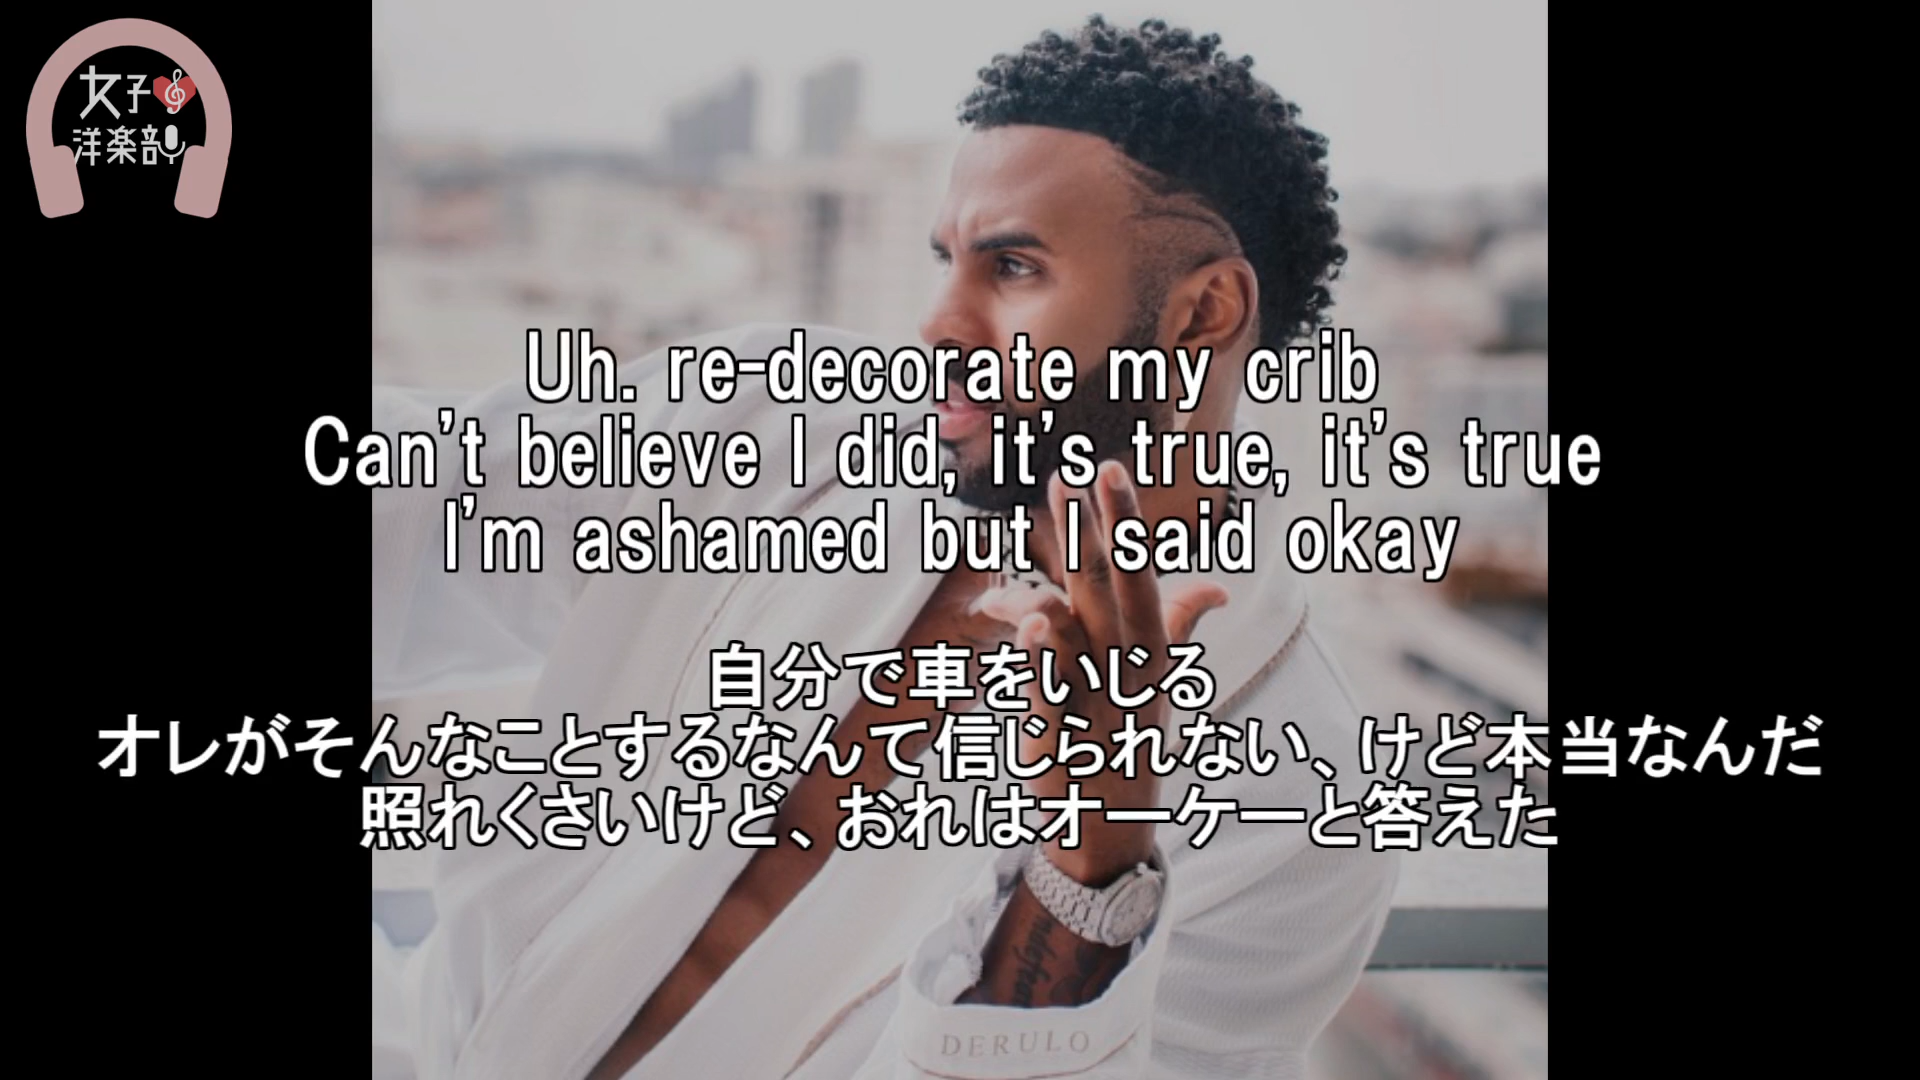 女子
洋楽部
Uh. re-decorate my crib
Can't believe I did, it's true, it's true
I'm ashamed but I said okay
自分で車をいじる
オレがそんなことするなんて信じられない、けど本当なんだ
照れくさいけど、おれはオーケーと答えた
DERULO